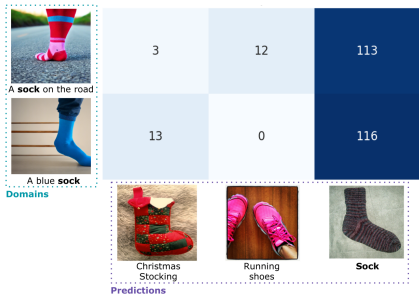 3 12 113
A sock on the road
13 0 116
A blue sock
Domains
Christmas Stocking
Running shoes
Sock
Predictions